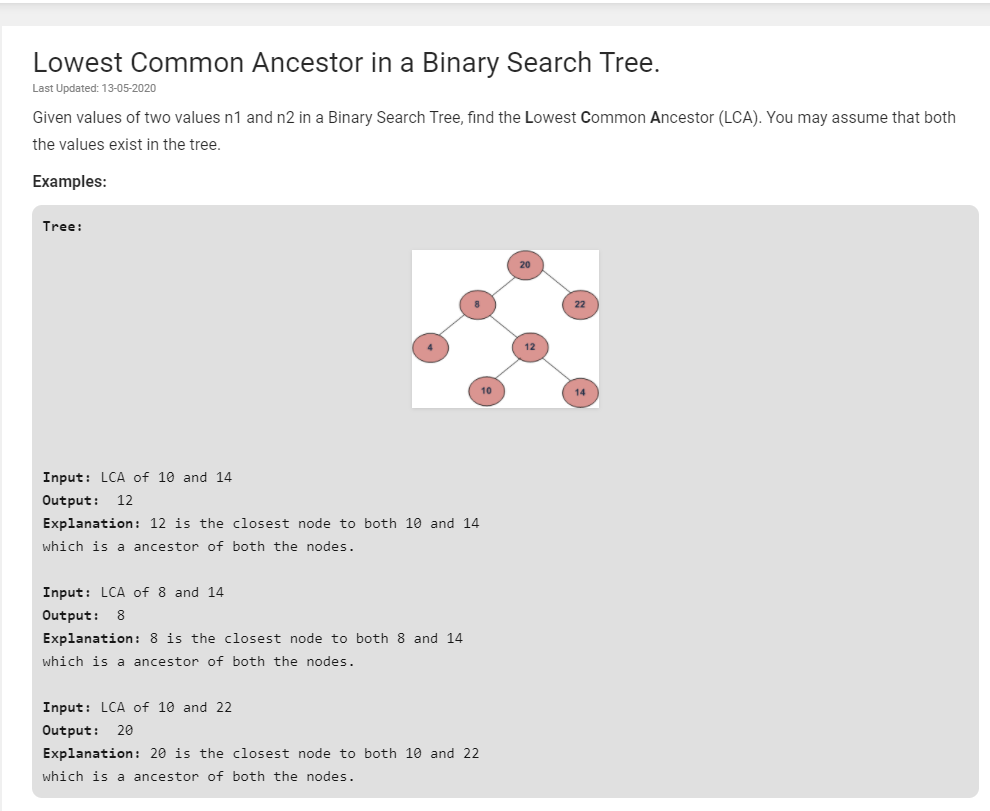 Lowest Common Ancestor in a Binary Search Tree.
Last Updated: 13-05-2020
Given values of two values n1 and n2 in a Binary Search Tree, find the Lowest Common Ancestor (LCA). You may assume that both
the values exist in the tree.
Examples:
Tree:
20
8
22
4
12
10
14
Input: LCA of 10 and 14
Output:  12
Explanation: 12 is the closest node to both 10 and 14
which is a ancestor of both the nodes.
Input: LCA of 8 and 14
Output:  8
Explanation: 8 is the closest node to both 8 and 14
which is a ancestor of both the nodes.
Input: LCA of 10 and 22
Output:  20
Explanation: 20 is the closest node to both 10 and 22
which is a ancestor of both the nodes.